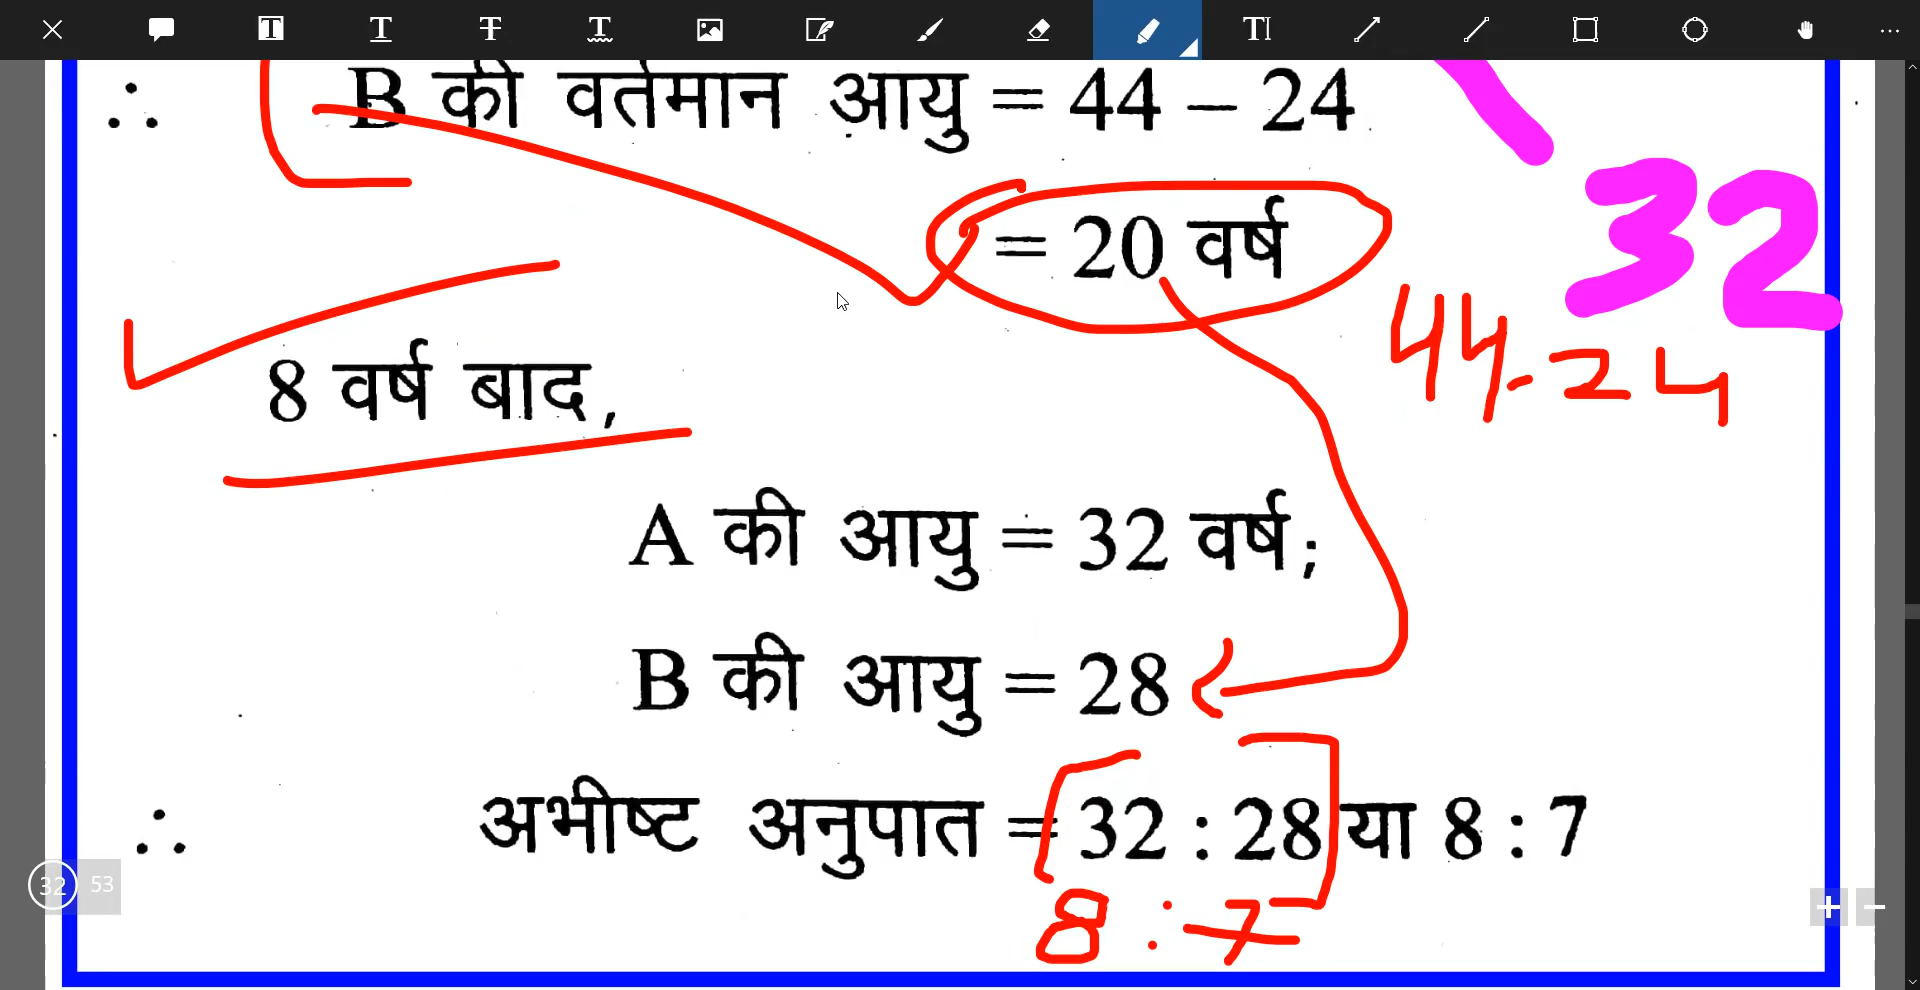 ∴ B की वर्तमान आयु = 44 – 24
= 20 वर्ष
32
44-24
8 वर्ष बाद,
A की आयु = 32 वर्ष;
B की आयु = 28
∴ अभीष्ट अनुपात = 32 : 28 या 8 : 7
8 : 7
32 53